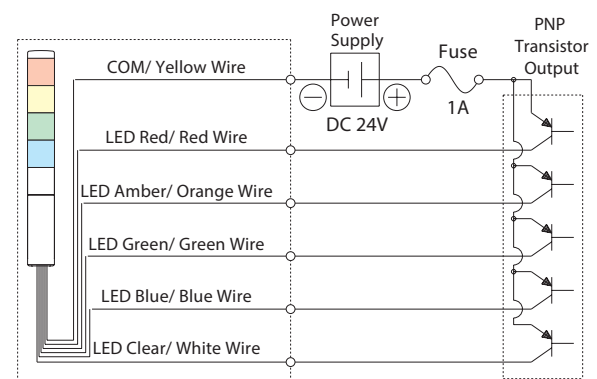 Power
Supply
PNP
Transistor
Output
Fuse
COM/ Yellow Wire
1A
DC 24V
LED Red/ Red Wire
LED Amber/ Orange Wire
LED Green/ Green Wire
LED Blue/ Blue Wire
LED Clear/ White Wire